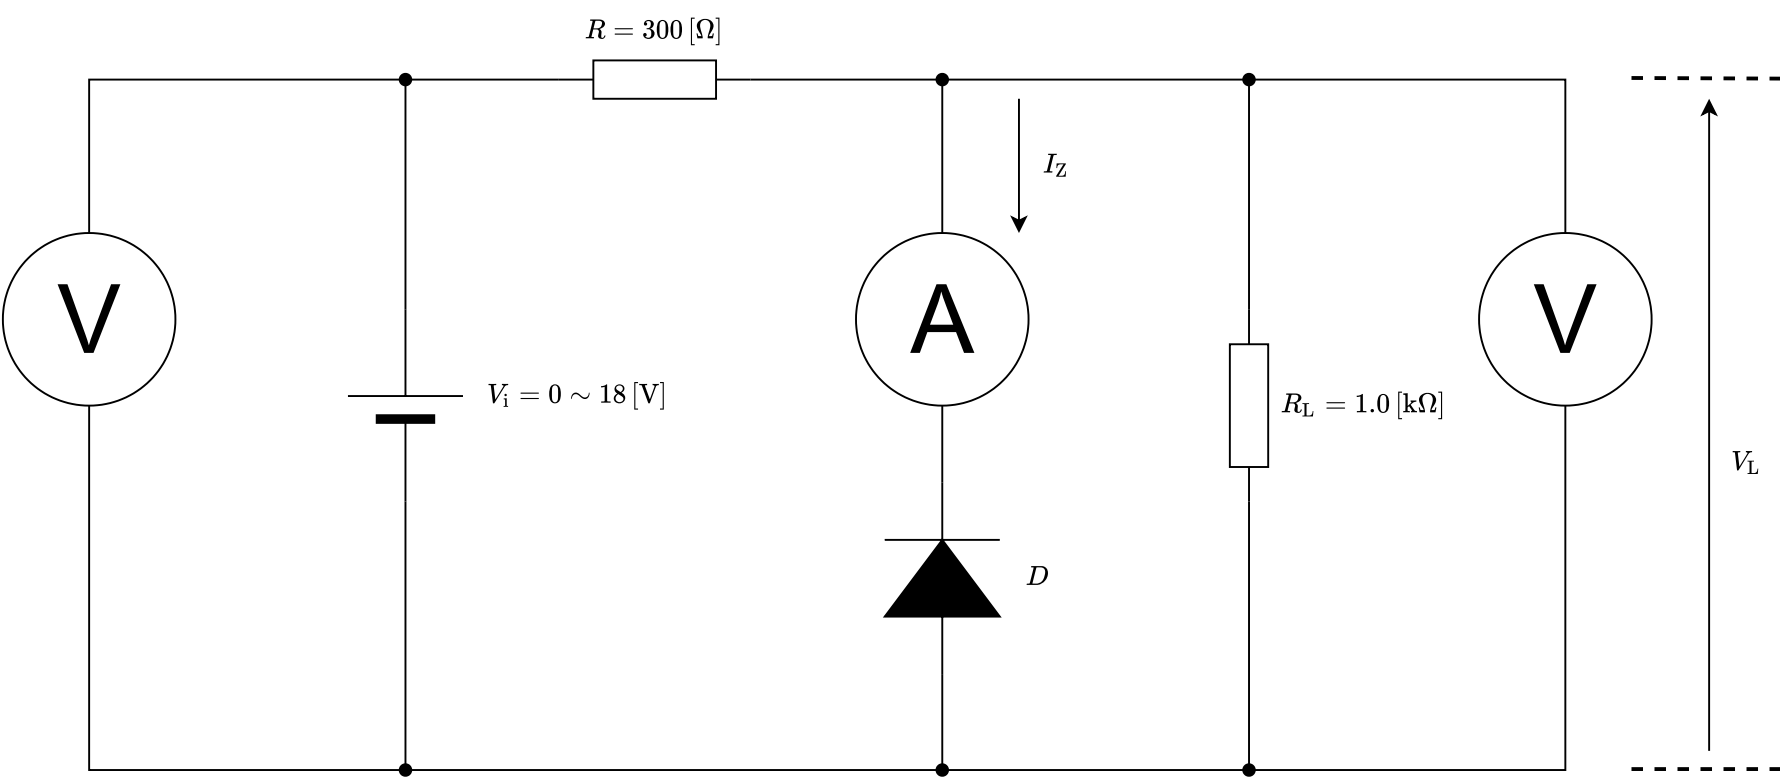 R = 300 [Ω]
I_Z
V
A
V
V_i = 0 ∼ 18 [V]
R_L = 1.0 [kΩ]
V_L
D